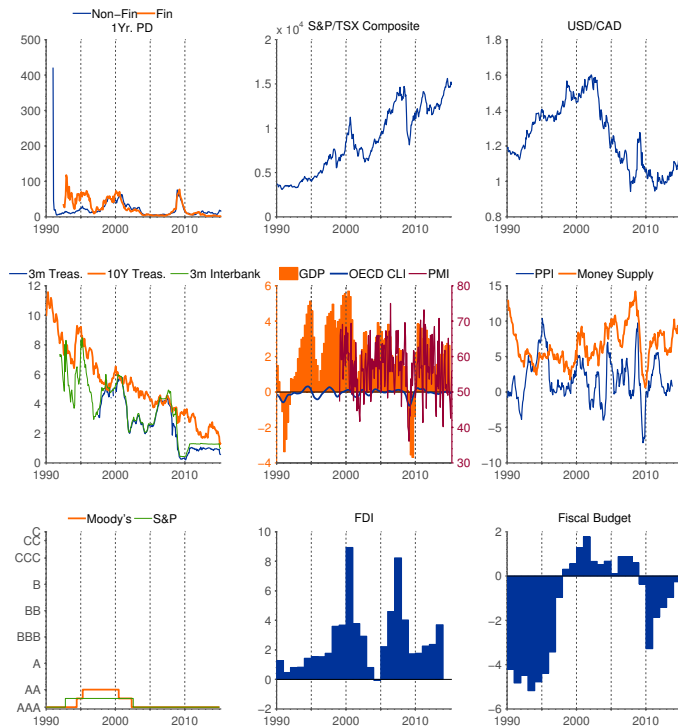 Non−Fin Fin
1Yr. PD
500
400
300
200
100
0
1990 2000 2010
x 10⁴ S&P/TSX Composite
2
1.5
1
0.5
0
1990 2000 2010
USD/CAD
1.8
1.6
1.4
1.2
1
0.8
1990 2000 2010
3m Treas. 10Y Treas. 3m Interbank
12
10
8
6
4
2
0
1990 2000 2010
GDP OECD CLI PMI
6 80
4 70
2 60
0 50
−2 40
−4 30
1990 2000 2010
PPI Money Supply
15
10
5
0
−5
−10
1990 2000 2010
Moody's S&P
C
CC
CCC
B
BB
BBB
A
AA
AAA
1990 2000 2010
FDI
10
8
6
4
2
0
−2
1990 2000 2010
Fiscal Budget
2
0
−2
−4
−6
1990 2000 2010